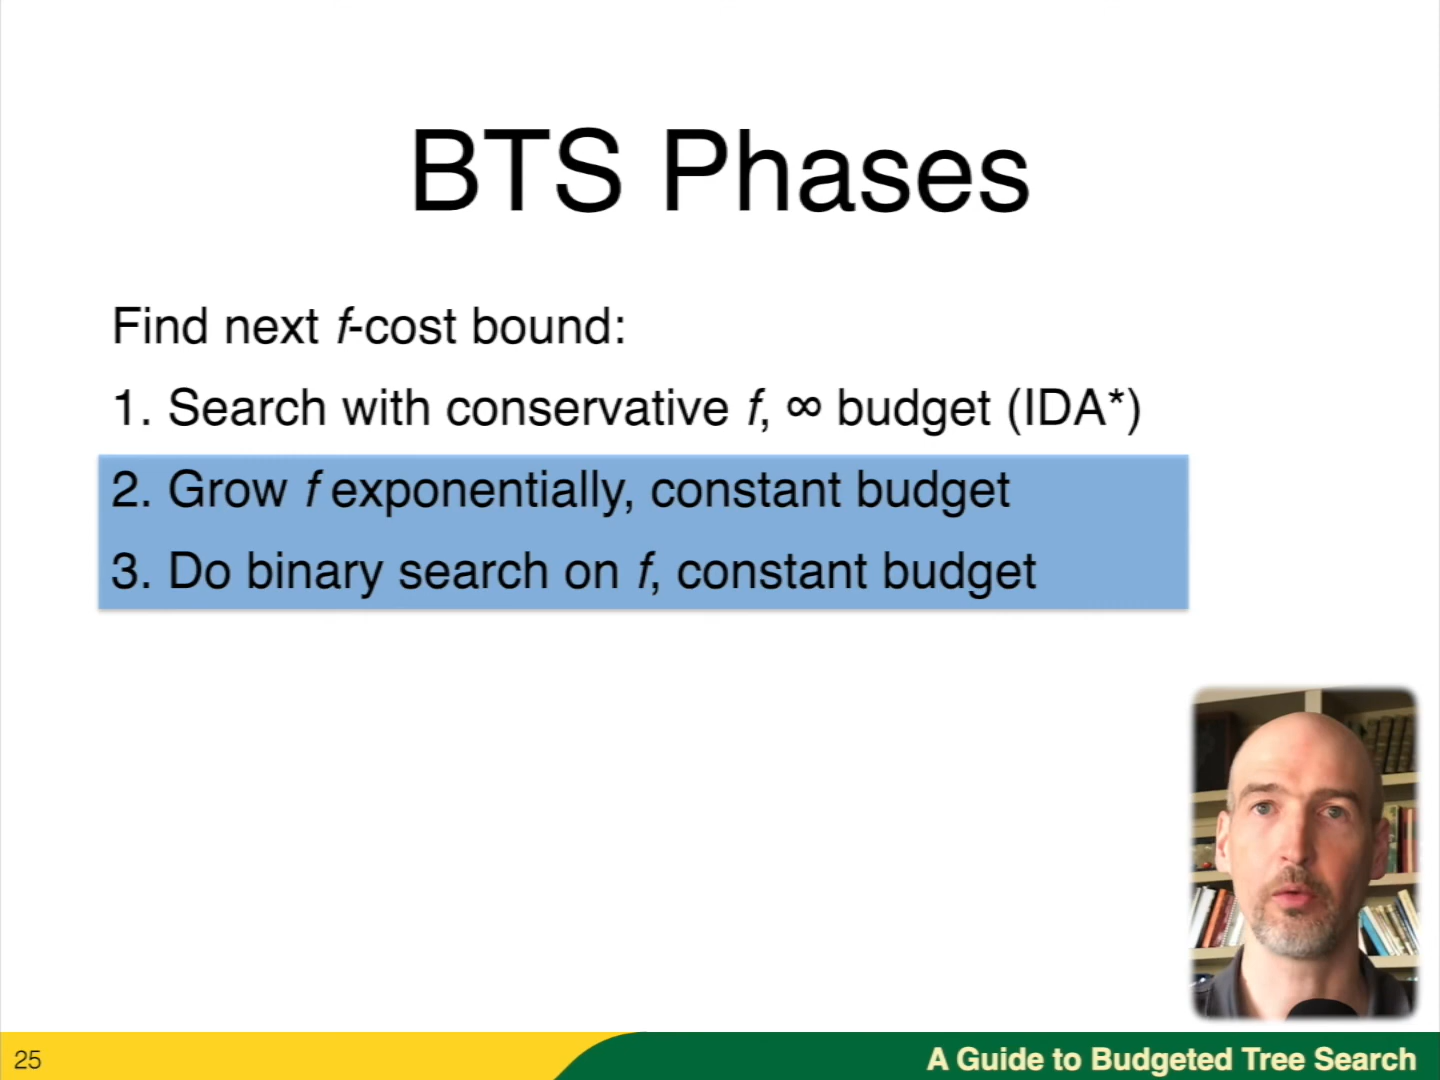 BTS Phases
Find next f-cost bound:
1. Search with conservative f, ∞ budget (IDA*)
2. Grow f exponentially, constant budget
3. Do binary search on f, constant budget
25
A Guide to Budgeted Tree Search